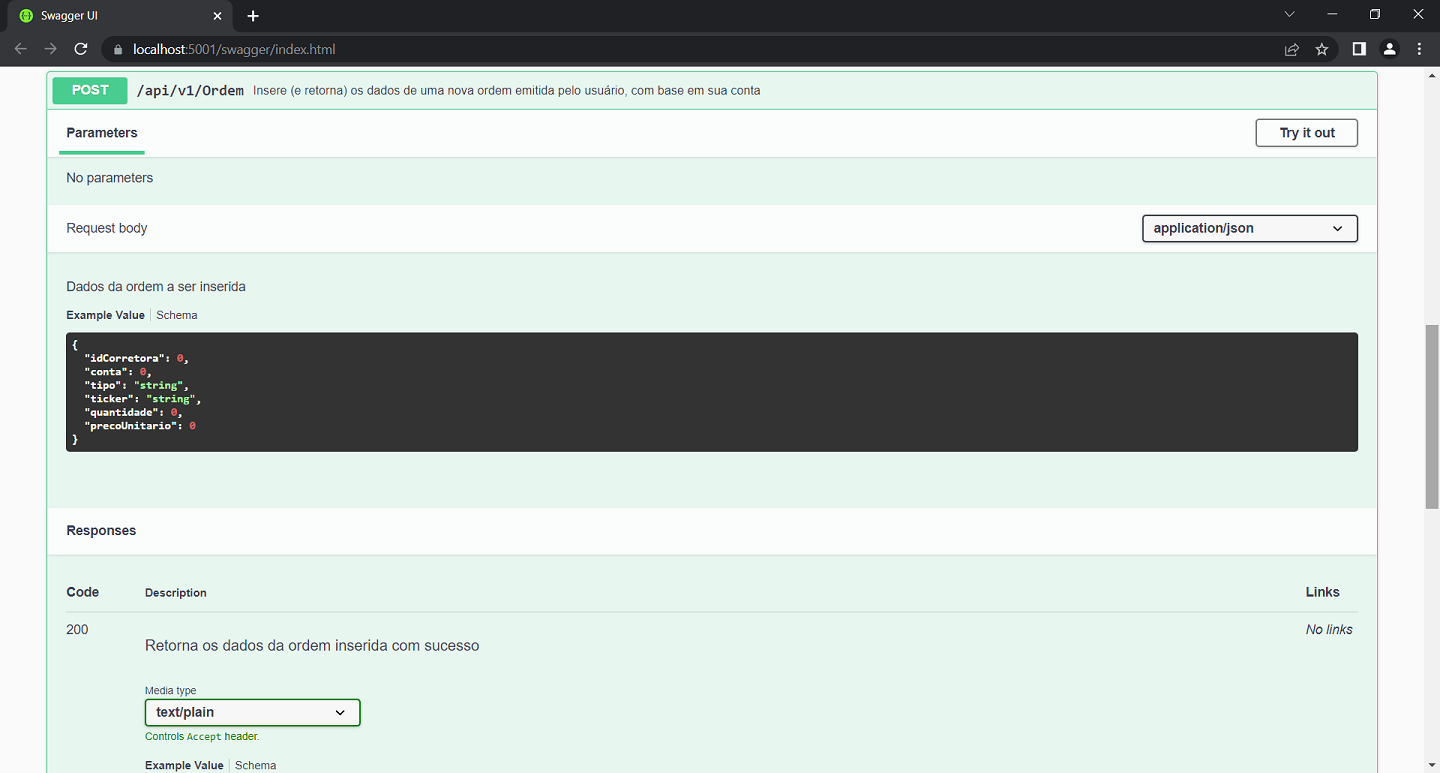 Swagger UI
localhost:5001/swagger/index.html
POST /api/v1/Ordem Insere (e retorna) os dados de uma nova ordem emitida pelo usuário, com base em sua conta
Parameters Try it out
No parameters
Request body application/json
Dados da ordem a ser inserida
Example Value Schema
{
"idCorretora": 0,
"conta": 0,
"tipo": "string",
"ticker": "string",
"quantidade": 0,
"precoUnitario": 0
}
Responses
Code Description Links
200 No links
Retorna os dados da ordem inserida com sucesso
Media type
text/plain
Controls Accept header.
Example Value Schema